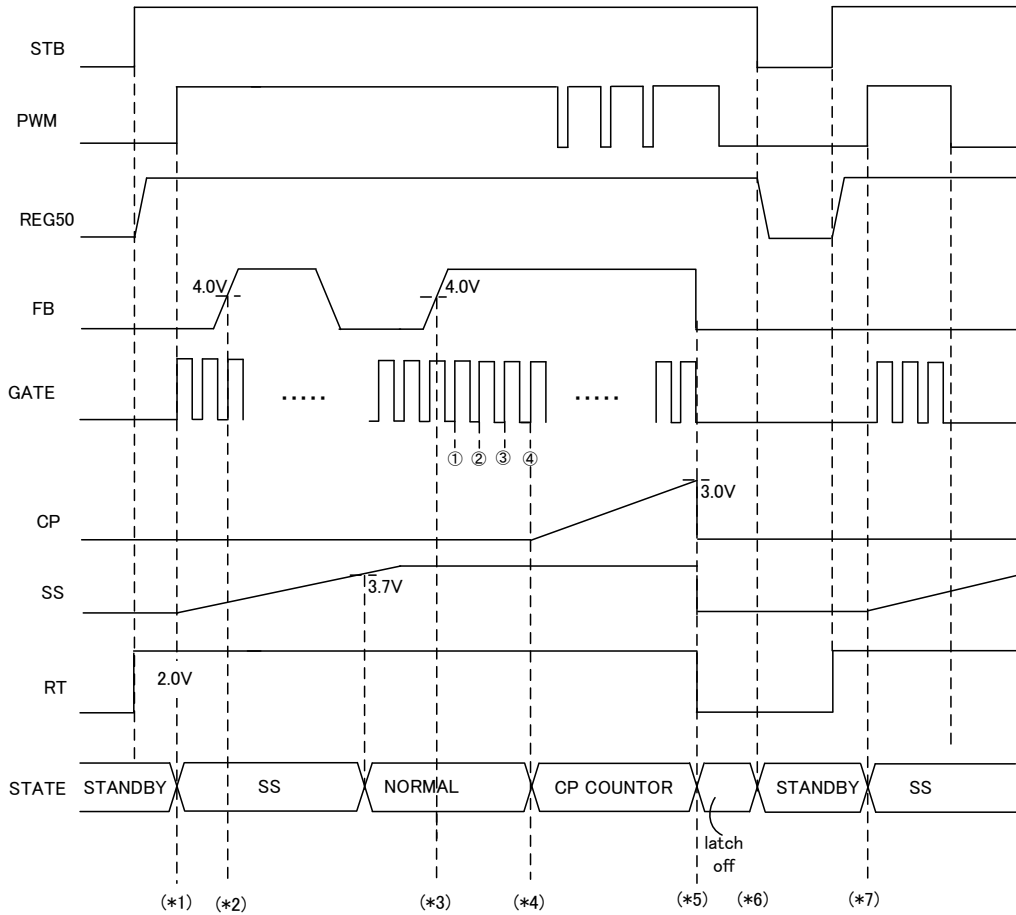 STB
PWM
REG50
4.0V
4.0V
FB
GATE
.....
.....
① ② ③ ④
3.0V
CP
3.7V
SS
2.0V
RT
STATE STANDBY SS NORMAL CP COUNTOR STANDBY SS
latch
off
(*1) (*2) (*3) (*4) (*5) (*6) (*7)